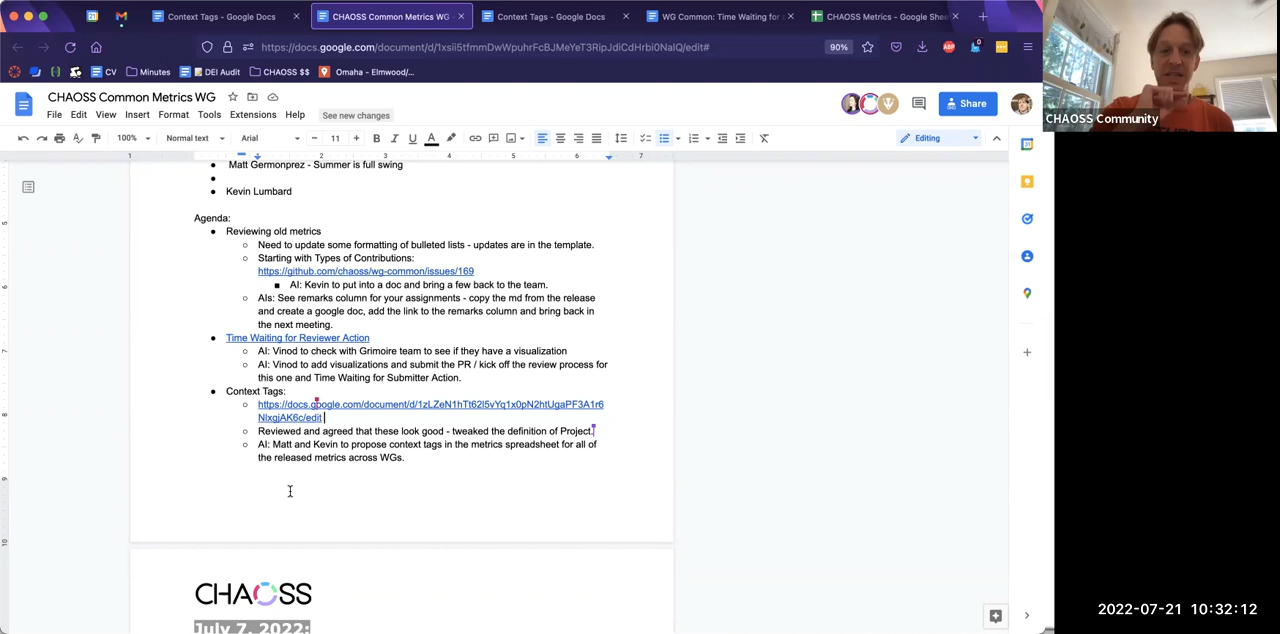 Context Tags - Google Docs
CHAOSS Common Metrics WG
Context Tags - Google Docs
WG Common: Time Waiting for
CHAOSS Metrics - Google Shee
https://docs.google.com/document/d/1xsii5tfmmDwWpuhrFcBJMeYeT3RipJdiCdHrbi0NaIQ/edit#
90%
ABP
0
CV
Minutes
DEI Audit
CHAOSS $$
Omaha - Elmwood/...
CHAOSS Common Metrics WG
File Edit View Insert Format Tools Extensions Help
See new changes
Share
100%
Normal text
Arial
11
Editing
1 2 3 4 5 6 7
Matt Germonprez - Summer is full swing
Kevin Lumbard
Agenda:
Reviewing old metrics
Need to update some formatting of bulleted lists - updates are in the template.
Starting with Types of Contributions:
https://github.com/chaoss/wg-common/issues/169
AI: Kevin to put into a doc and bring a few back to the team.
AIs: See remarks column for your assignments - copy the md from the release
and create a google doc, add the link to the remarks column and bring back in
the next meeting.
Time Waiting for Reviewer Action
AI: Vinod to check with Grimoire team to see if they have a visualization
AI: Vinod to add visualizations and submit the PR / kick off the review process for
this one and Time Waiting for Submitter Action.
Context Tags:
https://docs.google.com/document/d/1zLZeN1hTt62l5vYq1x0pN2htUgaPF3A1r6
NlxgjAK6c/edit
Reviewed and agreed that these look good - tweaked the definition of Project.
AI: Matt and Kevin to propose context tags in the metrics spreadsheet for all of
the released metrics across WGs.
CHAOSS
July 7, 2022:
CHAOSS Community
2022-07-21 10:32:12